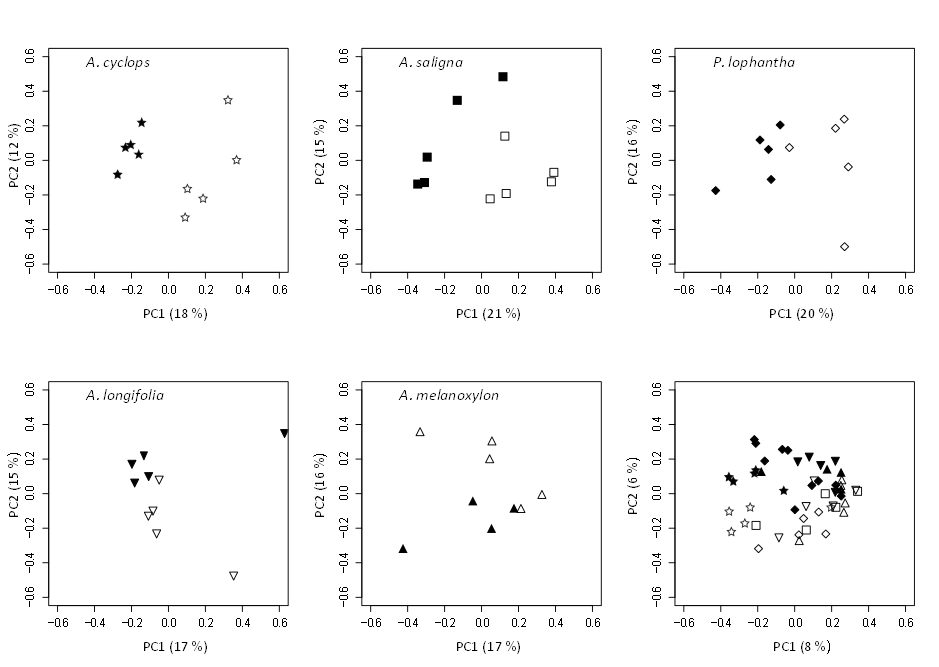 A. cyclops
PC2 (12 %)
0.6
0.4
0.2
0.0
−0.2
−0.4
−0.6
−0.6 −0.4 −0.2 0.0 0.2 0.4 0.6
PC1 (18 %)
A. saligna
PC2 (15 %)
0.6
0.4
0.2
0.0
−0.2
−0.4
−0.6
−0.6 −0.4 −0.2 0.0 0.2 0.4 0.6
PC1 (21 %)
P. lophantha
PC2 (16 %)
0.6
0.4
0.2
0.0
−0.2
−0.4
−0.6
−0.6 −0.4 −0.2 0.0 0.2 0.4 0.6
PC1 (20 %)
A. longifolia
PC2 (15 %)
0.6
0.4
0.2
0.0
−0.2
−0.4
−0.6
−0.6 −0.4 −0.2 0.0 0.2 0.4 0.6
PC1 (17 %)
A. melanoxylon
PC2 (16 %)
0.6
0.4
0.2
0.0
−0.2
−0.4
−0.6
−0.6 −0.4 −0.2 0.0 0.2 0.4 0.6
PC1 (17 %)
PC2 (6 %)
0.6
0.4
0.2
0.0
−0.2
−0.4
−0.6
−0.6 −0.4 −0.2 0.0 0.2 0.4 0.6
PC1 (8 %)